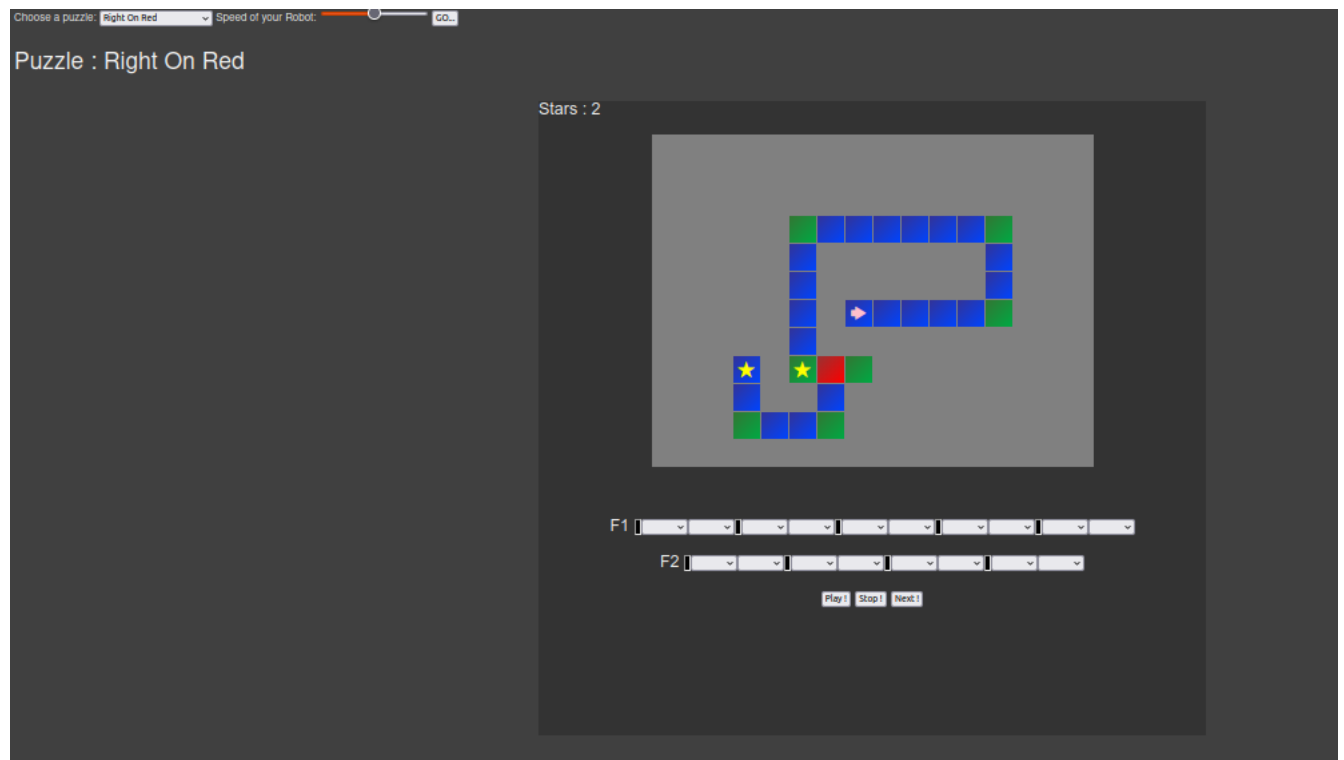 Choose a puzzle: Right On Red Speed of your Robot: GO...
Puzzle : Right On Red
Stars : 2
F1
F2
Play ! Stop ! Next !